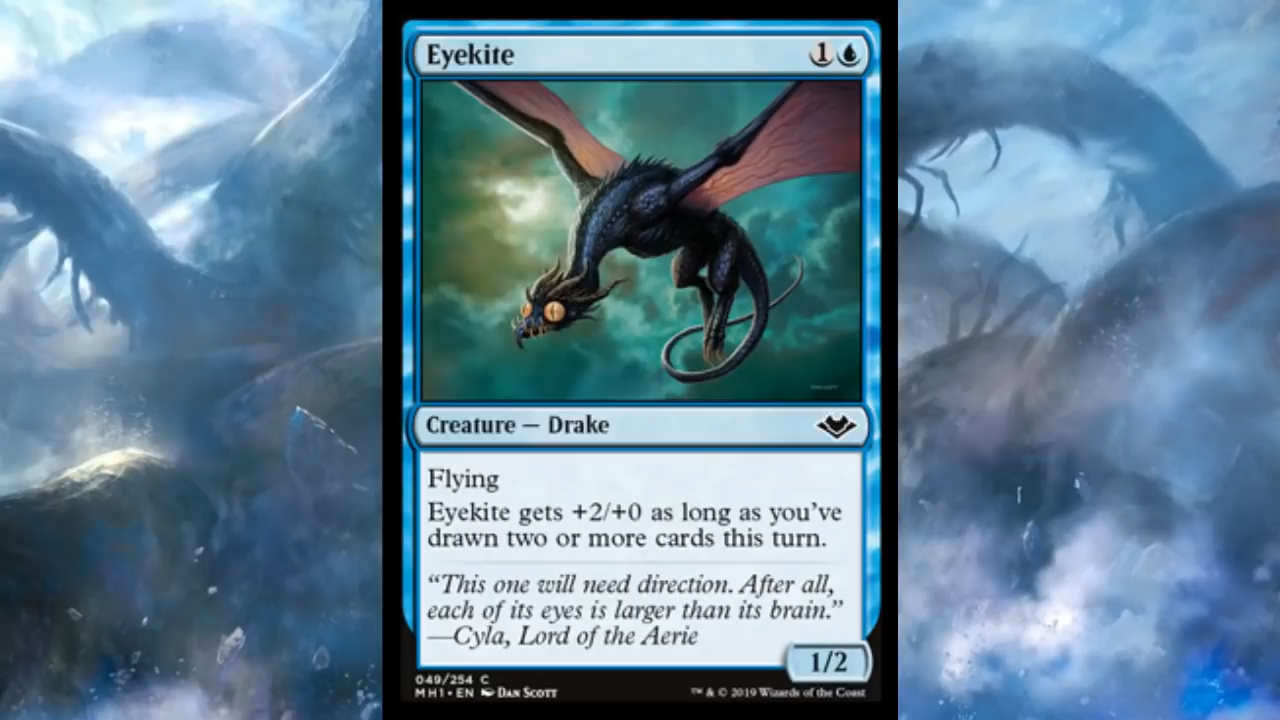 Eyekite 1
Creature — Drake
Flying
Eyekite gets +2/+0 as long as you've
drawn two or more cards this turn.
“This one will need direction. After all,
each of its eyes is larger than its brain.”
—Cyla, Lord of the Aerie
1/2
049/254 C
MH1 • EN DAN SCOTT
™ & © 2019 Wizards of the Coast